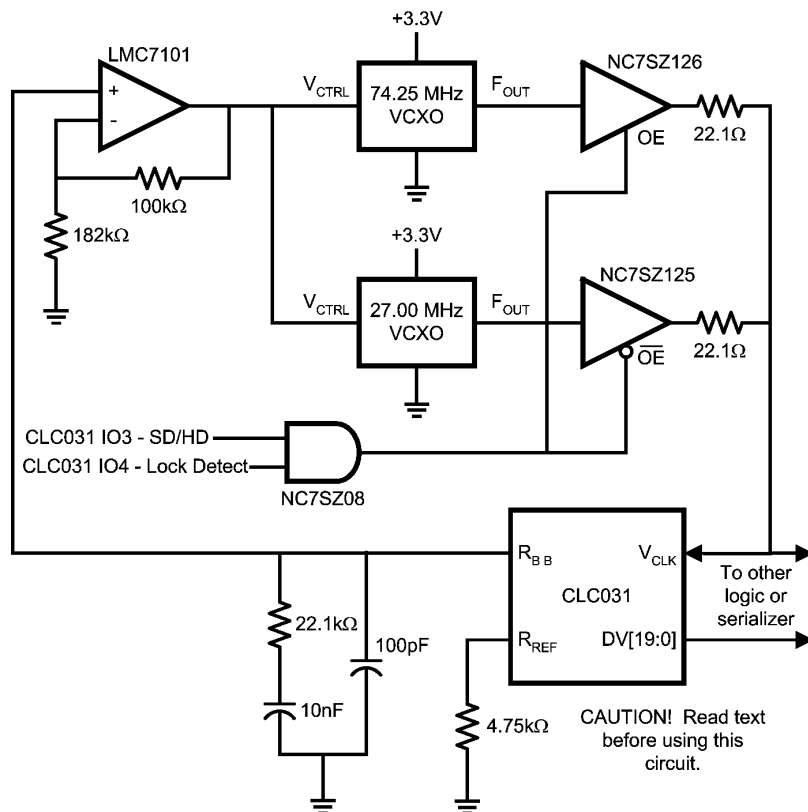 +3.3V
LMC7101
NC7SZ126
+
-
V_CTRL
74.25 MHz
VCXO
F_OUT
OE
22.1Ω
100kΩ
182kΩ
+3.3V
NC7SZ125
V_CTRL
27.00 MHz
VCXO
F_OUT
22.1Ω
O̅E̅
CLC031 IO3 - SD/HD
CLC031 IO4 - Lock Detect
NC7SZ08
R_BB
V_CLK
To other
logic or
serializer
CLC031
22.1kΩ
100pF
R_REF
DV[19:0]
10nF
4.75kΩ
CAUTION! Read text
before using this
circuit.